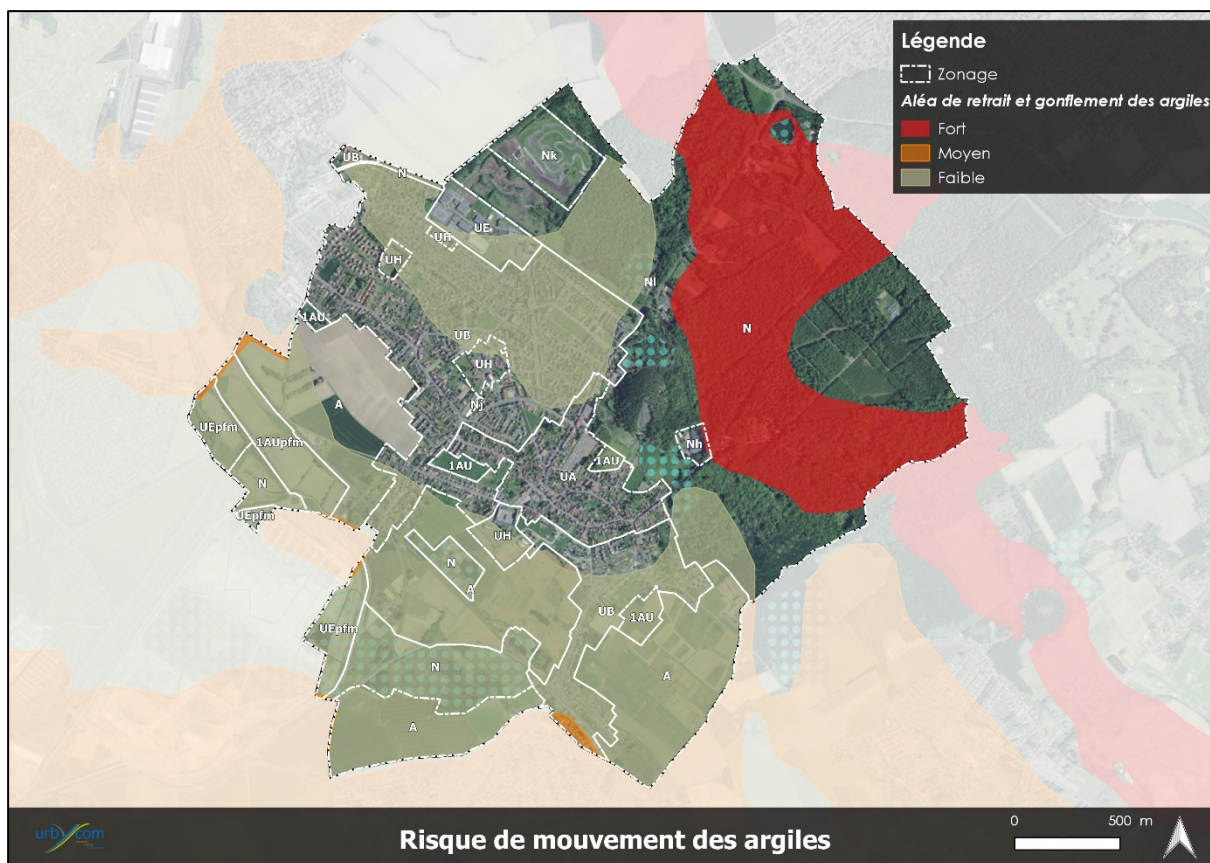 Légende
Zonage
Aléa de retrait et gonflement des argiles
Fort
Moyen
Faible
UB
N
Nk
UE
UH
UH
Nl
1AU
UB
UH
N
A
Nj
UEpfm
1AUpfm
1AU
UA
1AU
Nh
N
UEpfm
UH
N
A
UB
1AU
UEpfm
N
A
A
urbycom
Risque de mouvement des argiles
0 500 m